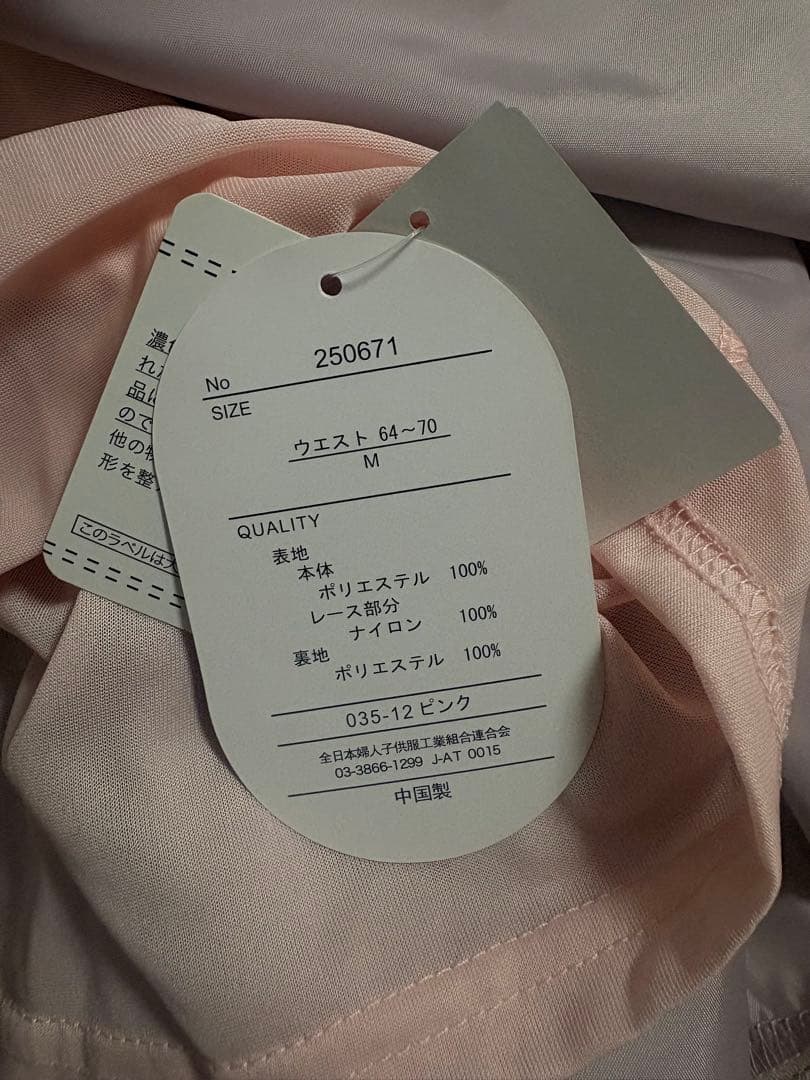 No 250671
SIZE
ウエスト 64～70
M
QUALITY
表地
本体
ポリエステル 100%
レース部分
ナイロン 100%
裏地
ポリエステル 100%
035-12 ピンク
全日本婦人子供服工業組合連合会
03-3866-1299 J-AT 0015
中国製
濃
れ
品は
ので
他の
形を整
このラベルは